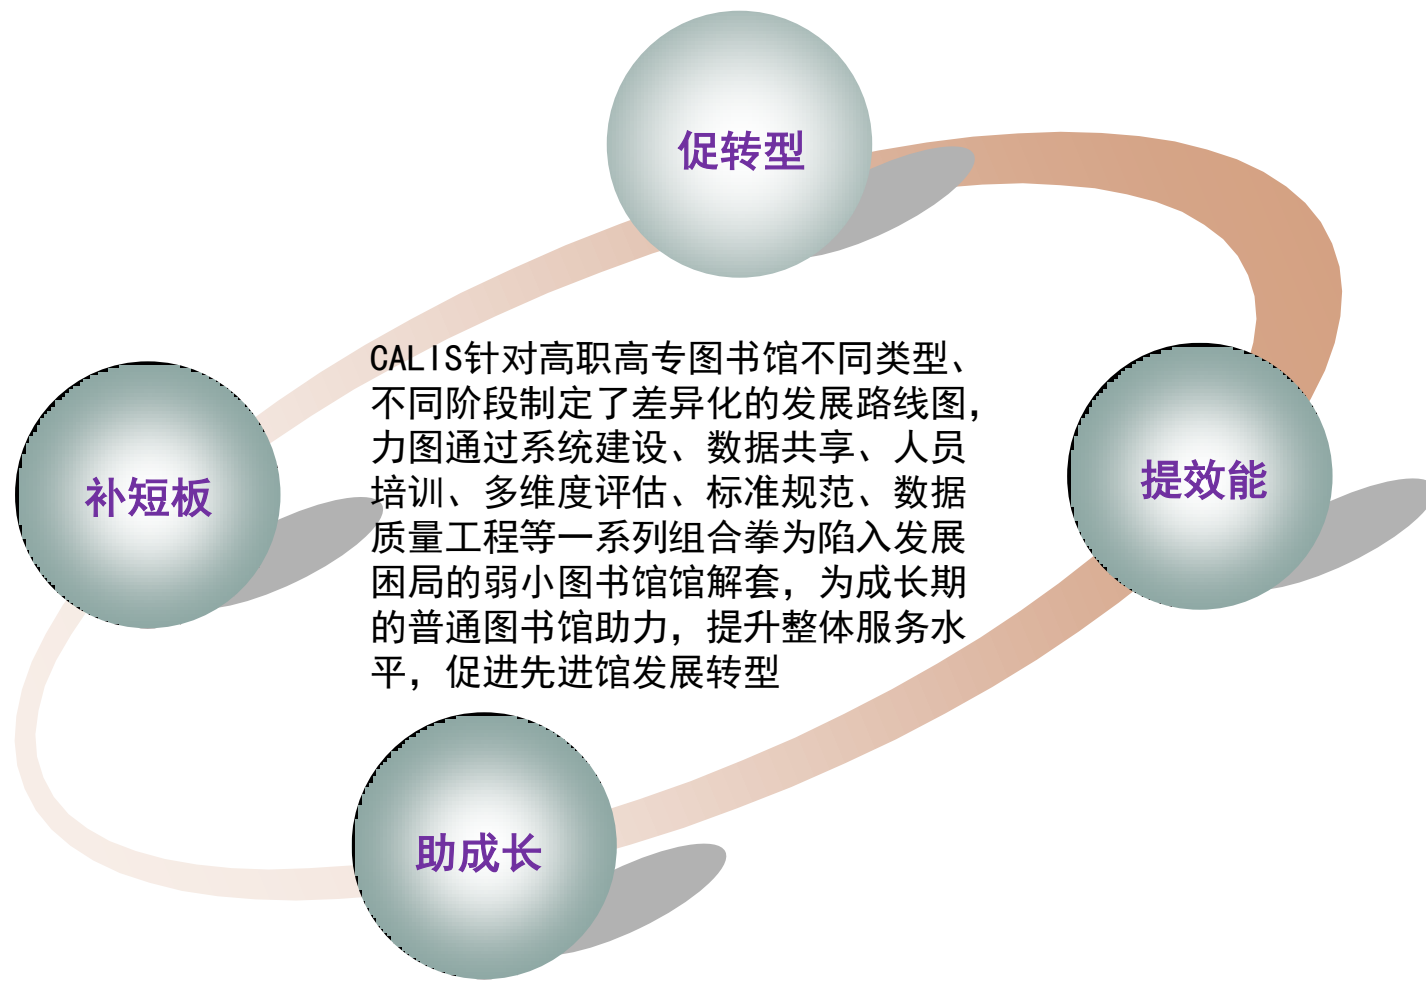 促转型
CALIS针对高职高专图书馆不同类型、
不同阶段制定了差异化的发展路线图，
力图通过系统建设、数据共享、人员
培训、多维度评估、标准规范、数据
质量工程等一系列组合拳为陷入发展
困局的弱小图书馆馆解套，为成长期
的普通图书馆助力，提升整体服务水
平，促进先进馆发展转型
补短板
提效能
助成长